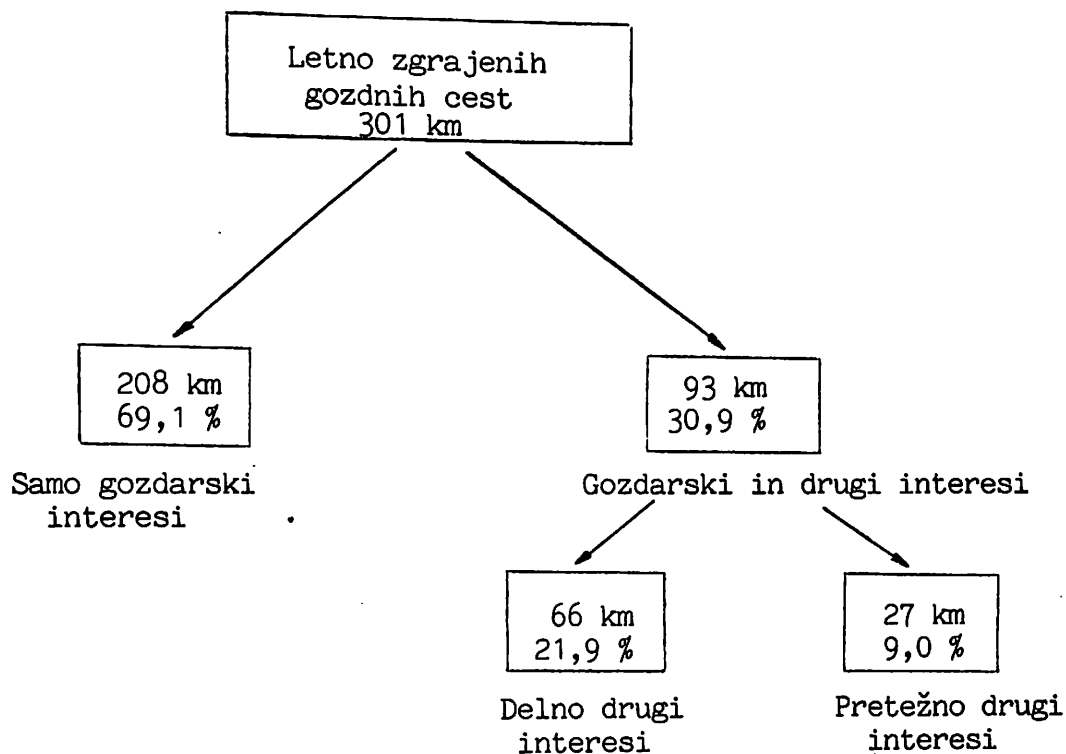 Letno zgrajenih
gozdnih cest
301 km
208 km
69,1 %
Samo gozdarski
interesi
93 km
30,9 %
Gozdarski in drugi interesi
66 km
21,9 %
Delno drugi
interesi
27 km
9,0 %
Pretežno drugi
interesi